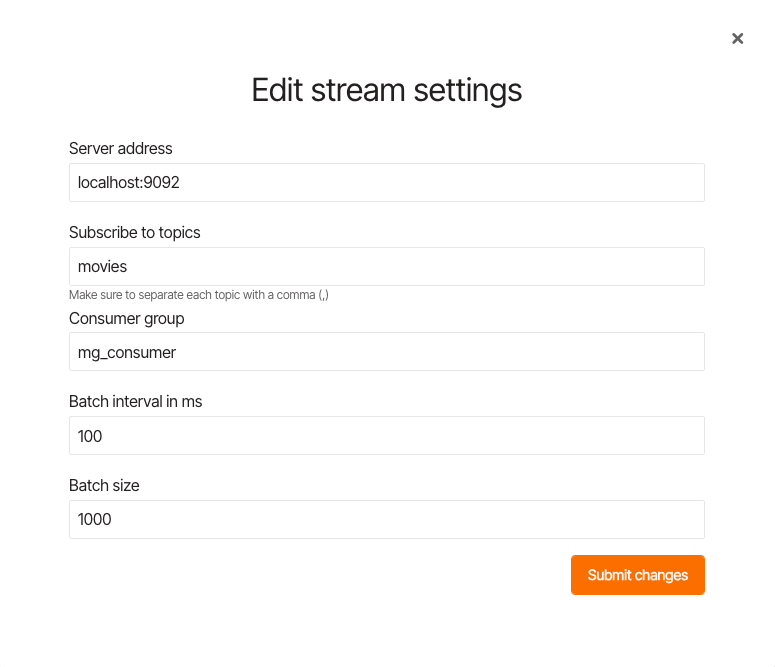 Edit stream settings
Server address
localhost:9092
Subscribe to topics
movies
Make sure to separate each topic with a comma (,)
Consumer group
mg_consumer
Batch interval in ms
100
Batch size
1000
Submit changes